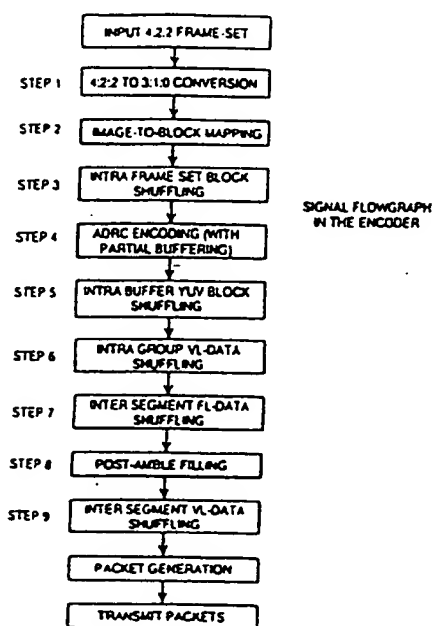 INPUT 4:2:2 FRAME-SET
STEP 1
4:2:2 TO 3:1:0 CONVERSION
STEP 2
IMAGE-TO-BLOCK MAPPING
STEP 3
INTRA FRAME SET BLOCK
SHUFFLING
STEP 4
ADRC ENCODING (WITH
PARTIAL BUFFERING)
STEP 5
INTRA BUFFER YUV BLOCK
SHUFFLING
STEP 6
INTRA GROUP VL-DATA
SHUFFLING
STEP 7
INTER SEGMENT FL-DATA
SHUFFLING
STEP 8
POST-AMBLE FILLING
STEP 9
INTER SEGMENT VL-DATA
SHUFFLING
PACKET GENERATION
TRANSMIT PACKETS
SIGNAL FLOWGRAPH
IN THE ENCODER